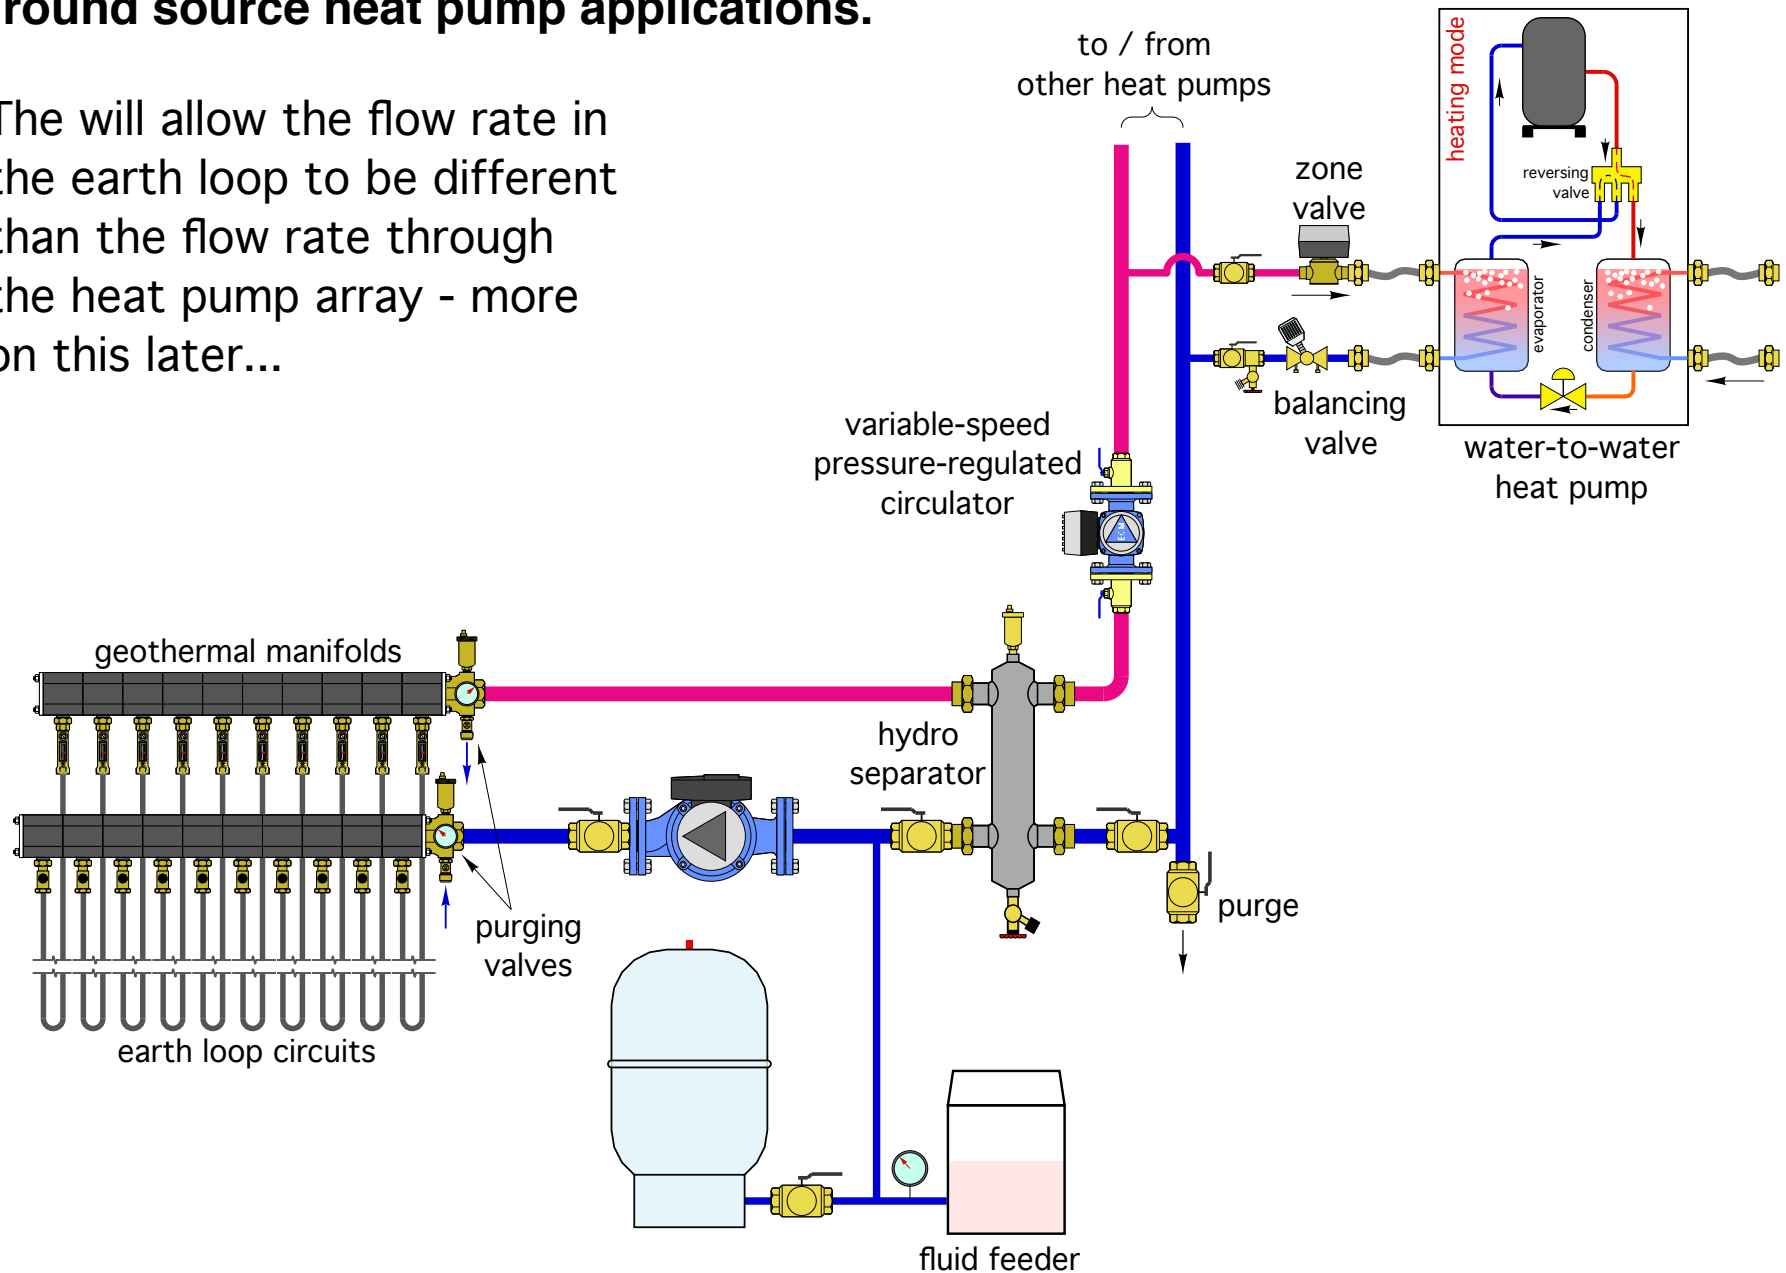 round source heat pump applications.
The will allow the flow rate in
the earth loop to be different
than the flow rate through
the heat pump array - more
on this later...
to / from
other heat pumps
heating mode
reversing
valve
zone
valve
evaporator
condenser
balancing
valve
water-to-water
heat pump
variable-speed
pressure-regulated
circulator
ECM
geothermal manifolds
hydro
separator
purging
valves
purge
earth loop circuits
fluid feeder